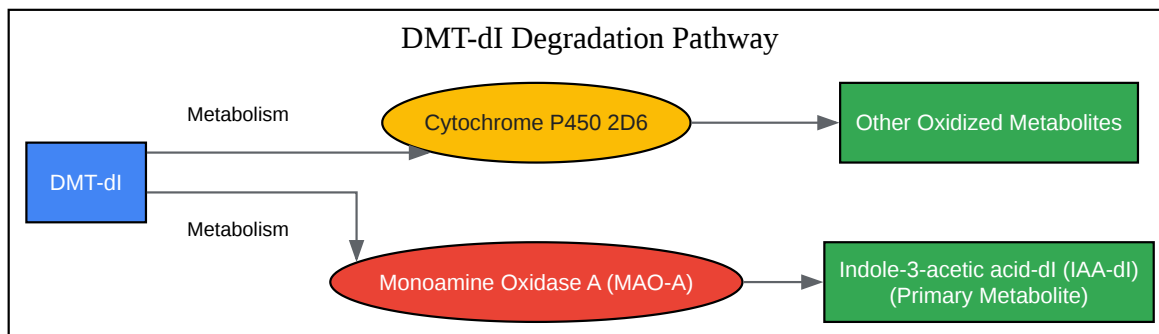 DMT-dI Degradation Pathway
Metabolism
Cytochrome P450 2D6
Other Oxidized Metabolites
DMT-dI
Metabolism
Monoamine Oxidase A (MAO-A)
Indole-3-acetic acid-dI (IAA-dI)
(Primary Metabolite)